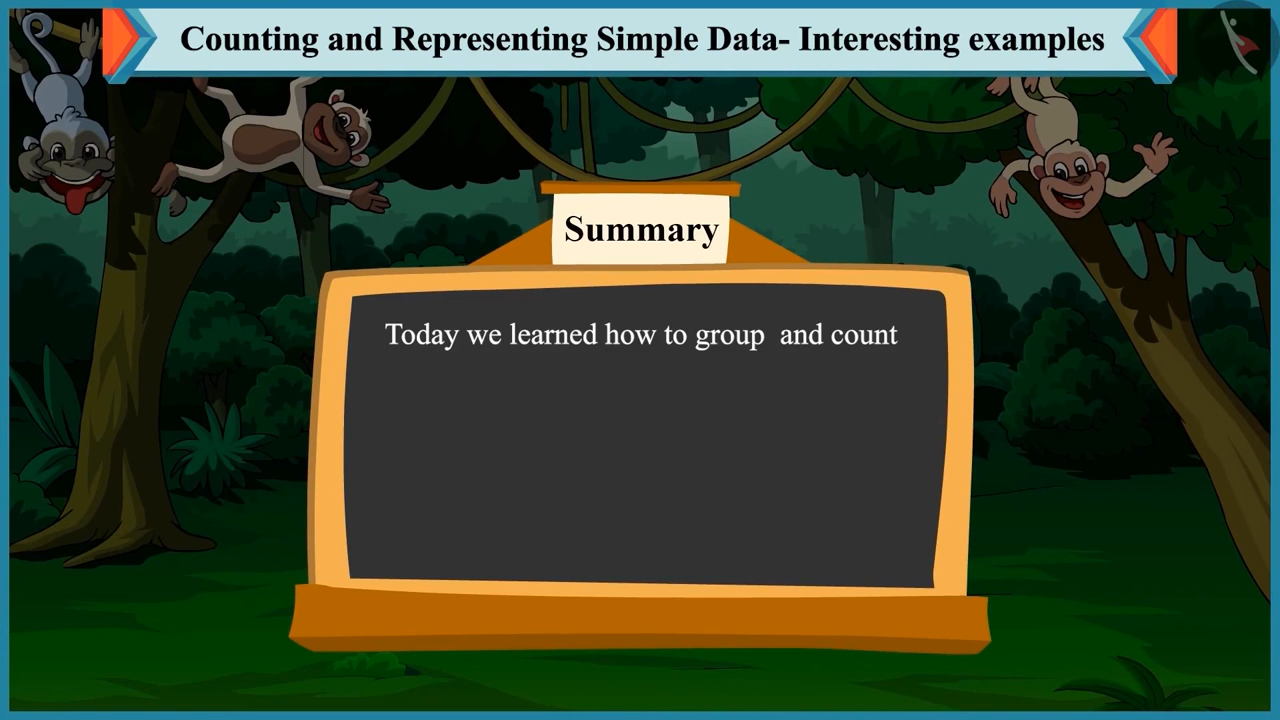 Counting and Representing Simple Data- Interesting examples
Summary
Today we learned how to group  and count